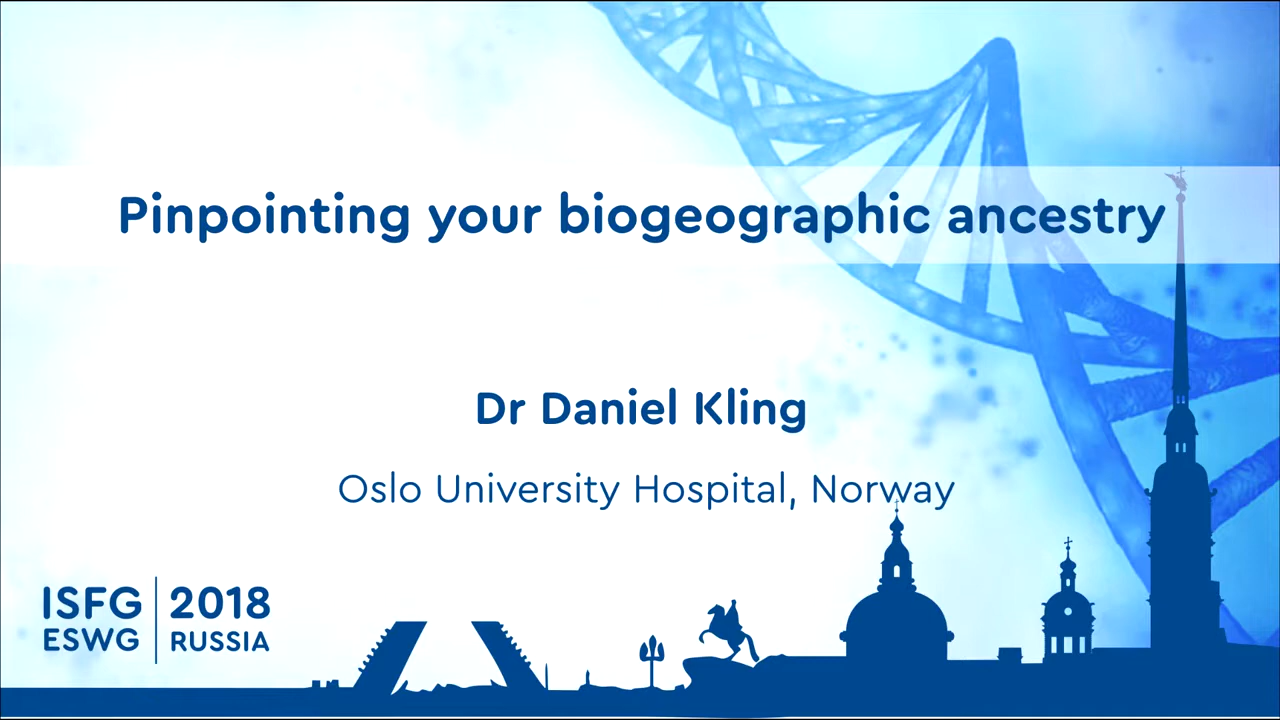 Pinpointing your biogeographic ancestry
Dr Daniel Kling
Oslo University Hospital, Norway
ISFG 2018
ESWG RUSSIA